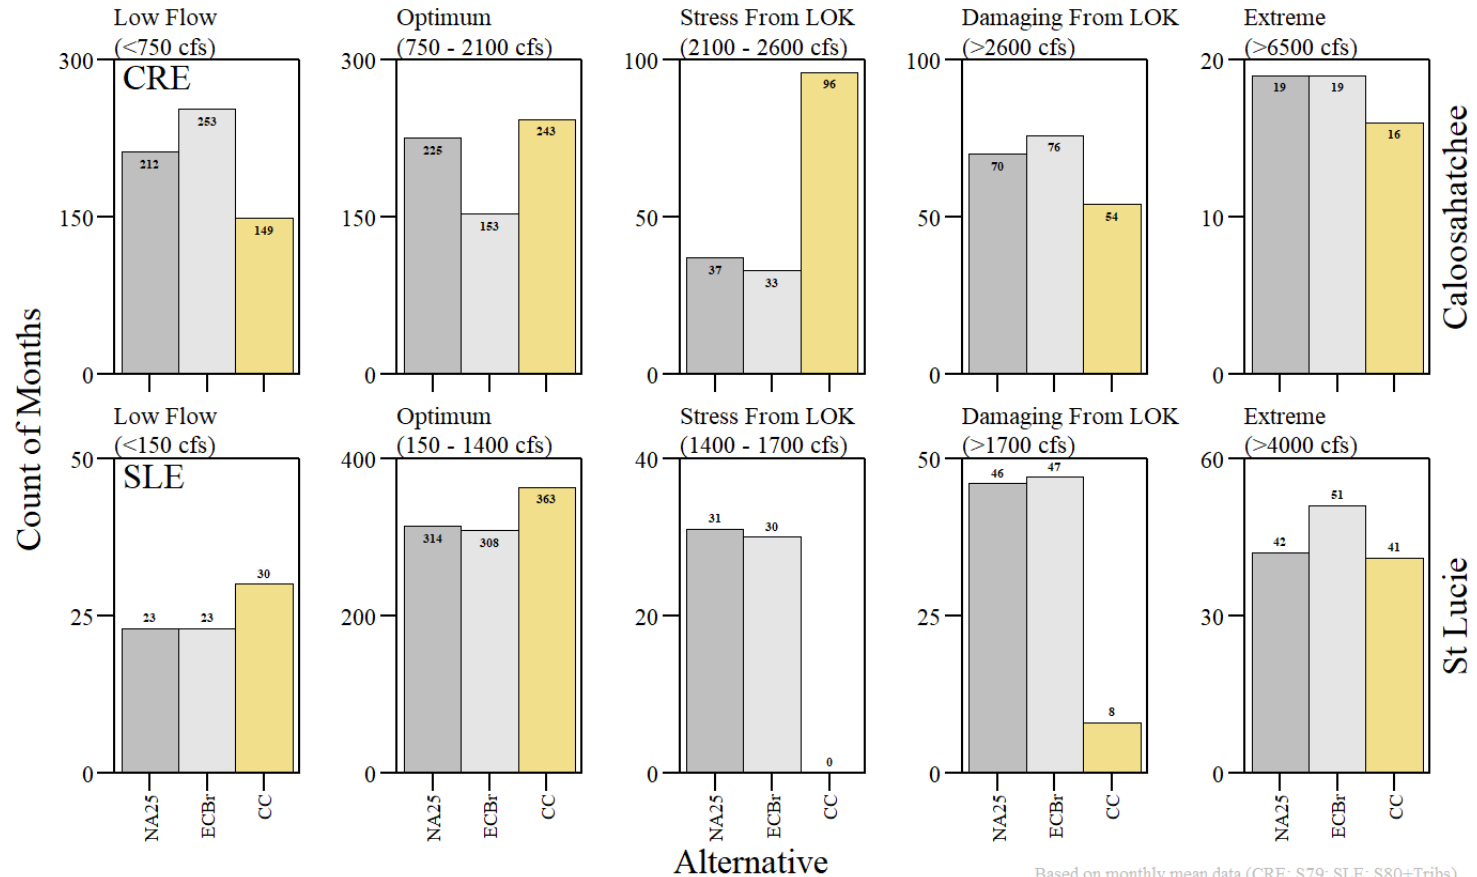 Low Flow
(<750 cfs)
Optimum
(750 - 2100 cfs)
Stress From LOK
(2100 - 2600 cfs)
Damaging From LOK
(>2600 cfs)
Extreme
(>6500 cfs)
300
150
0
CRE
212
253
149
300
150
0
225
153
243
100
50
0
37
33
96
100
50
0
70
76
54
20
10
0
19
19
16
Caloosahatchee
Count of Months
Low Flow
(<150 cfs)
Optimum
(150 - 1400 cfs)
Stress From LOK
(1400 - 1700 cfs)
Damaging From LOK
(>1700 cfs)
Extreme
(>4000 cfs)
50
25
0
SLE
23
23
30
400
200
0
314
308
363
40
20
0
31
30
0
50
25
0
46
47
8
60
30
0
42
51
41
St Lucie
NA25
ECBr
CC
NA25
ECBr
CC
NA25
ECBr
CC
NA25
ECBr
CC
NA25
ECBr
CC
Alternative
Based on monthly mean data (CRE: S79; SLE: S80+Tribs)